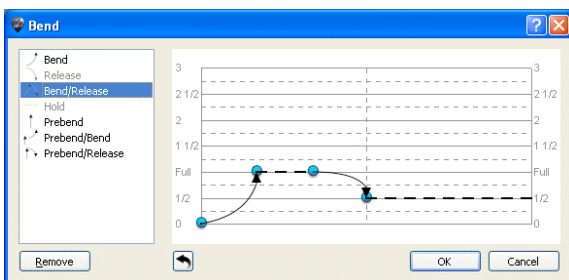 Bend
Bend
Release
Bend/Release
Hold
Prebend
Prebend/Bend
Prebend/Release
3 3
2 1/2 2 1/2
2 2
1 1/2 1 1/2
Full Full
1/2 1/2
0 0
Remove OK Cancel